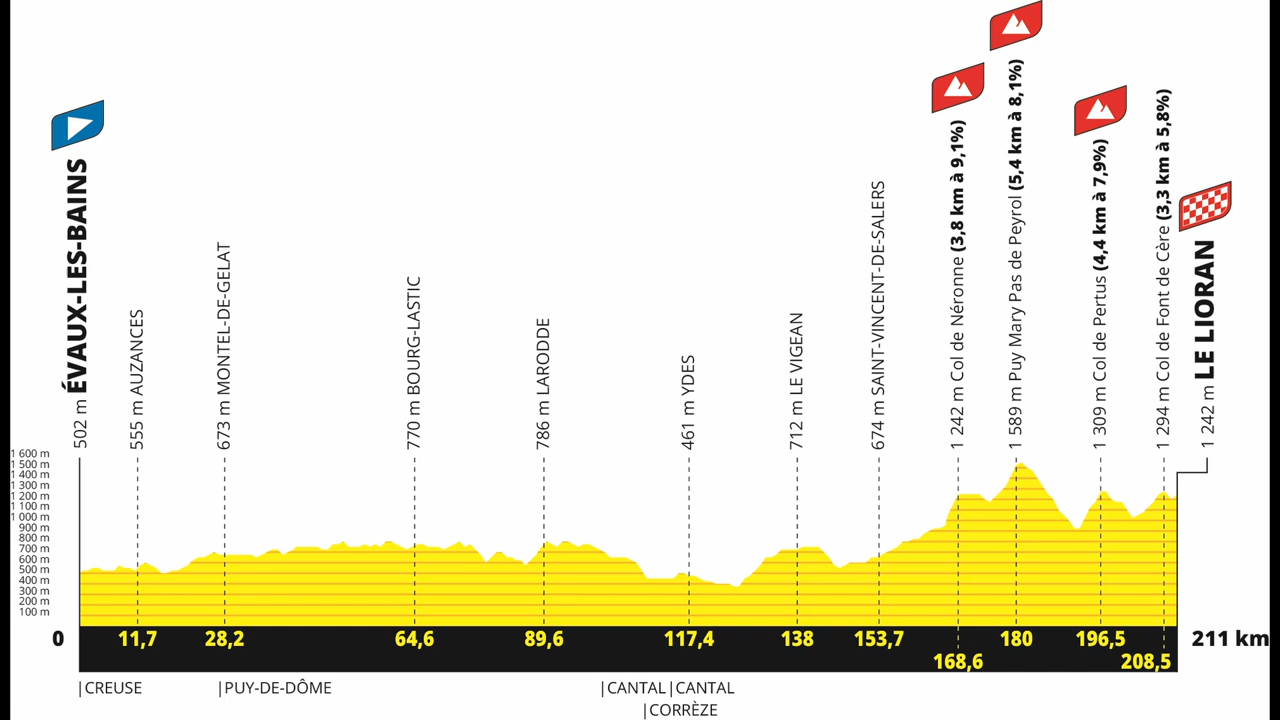 502 m ÉVAUX-LES-BAINS
555 m AUZANCES
673 m MONTEL-DE-GELAT
770 m BOURG-LASTIC
786 m LARODDE
461 m YDES
712 m LE VIGEAN
674 m SAINT-VINCENT-DE-SALERS
1 242 m Col de Néronne (3,8 km à 9,1%)
1 589 m Puy Mary Pas de Peyrol (5,4 km à 8,1%)
1 309 m Col de Pertus (4,4 km à 7,9%)
1 294 m Col de Font de Cère (3,3 km à 5,8%)
1 242 m LE LIORAN
1 600 m
1 500 m
1 400 m
1 300 m
1 200 m
1 100 m
1 000 m
900 m
800 m
700 m
600 m
500 m
400 m
300 m
200 m
100 m
0 11,7 28,2 64,6 89,6 117,4 138 153,7 180 196,5 211 km
168,6 208,5
|CREUSE |PUY-DE-DÔME |CANTAL |CANTAL
|CORRÈZE